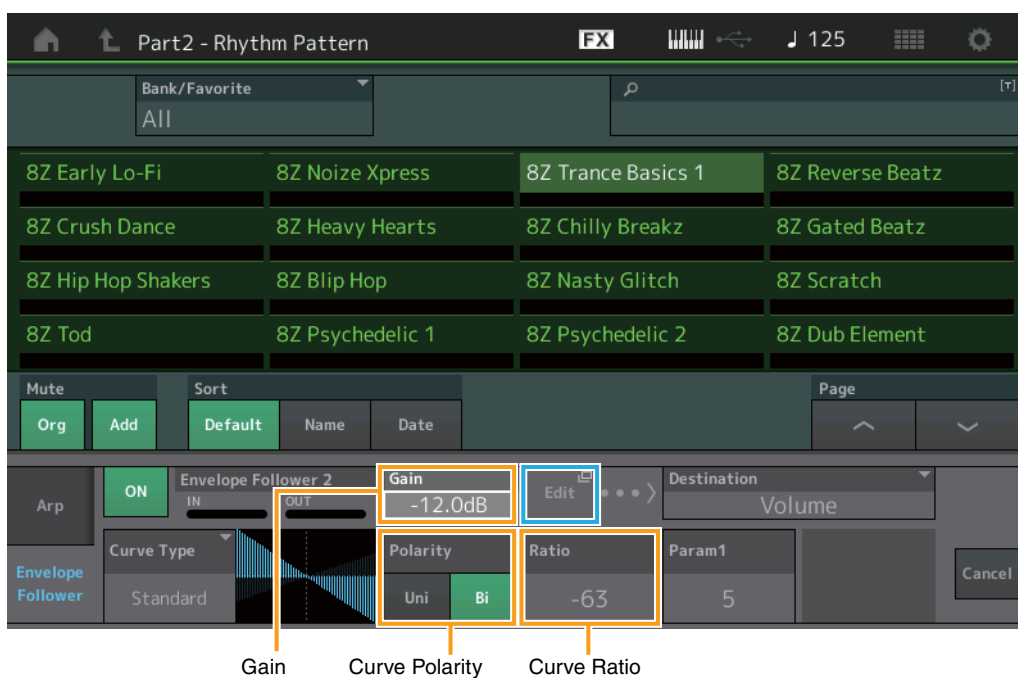 Part2 - Rhythm Pattern FX ♩ 125
Bank/Favorite [T]
All
8Z Early Lo-Fi 8Z Noize Xpress 8Z Trance Basics 1 8Z Reverse Beatz
8Z Crush Dance 8Z Heavy Hearts 8Z Chilly Breakz 8Z Gated Beatz
8Z Hip Hop Shakers 8Z Blip Hop 8Z Nasty Glitch 8Z Scratch
8Z Tod 8Z Psychedelic 1 8Z Psychedelic 2 8Z Dub Element
Mute Sort Page
Org Add Default Name Date
Arp ON Envelope Follower 2 Gain Edit Destination
IN OUT -12.0dB Volume
Curve Type Polarity Ratio Param1
Envelope Follower Standard Uni Bi -63 5 Cancel
Gain Curve Polarity Curve Ratio